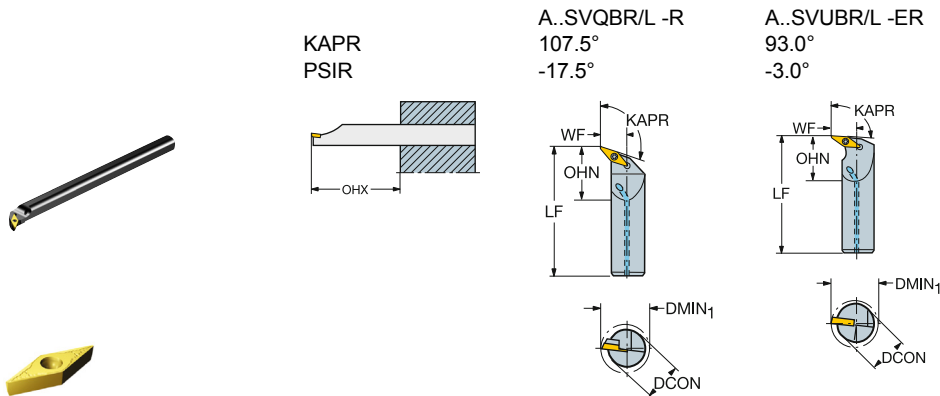 A..SVQBR/L -R
A..SVUBR/L -ER
KAPR
107.5°
93.0°
PSIR
-17.5°
-3.0°
KAPR
WF
OHN
LF
KAPR
WF
OHN
LF
OHX
DMIN1
DCON
DMIN1
DCON